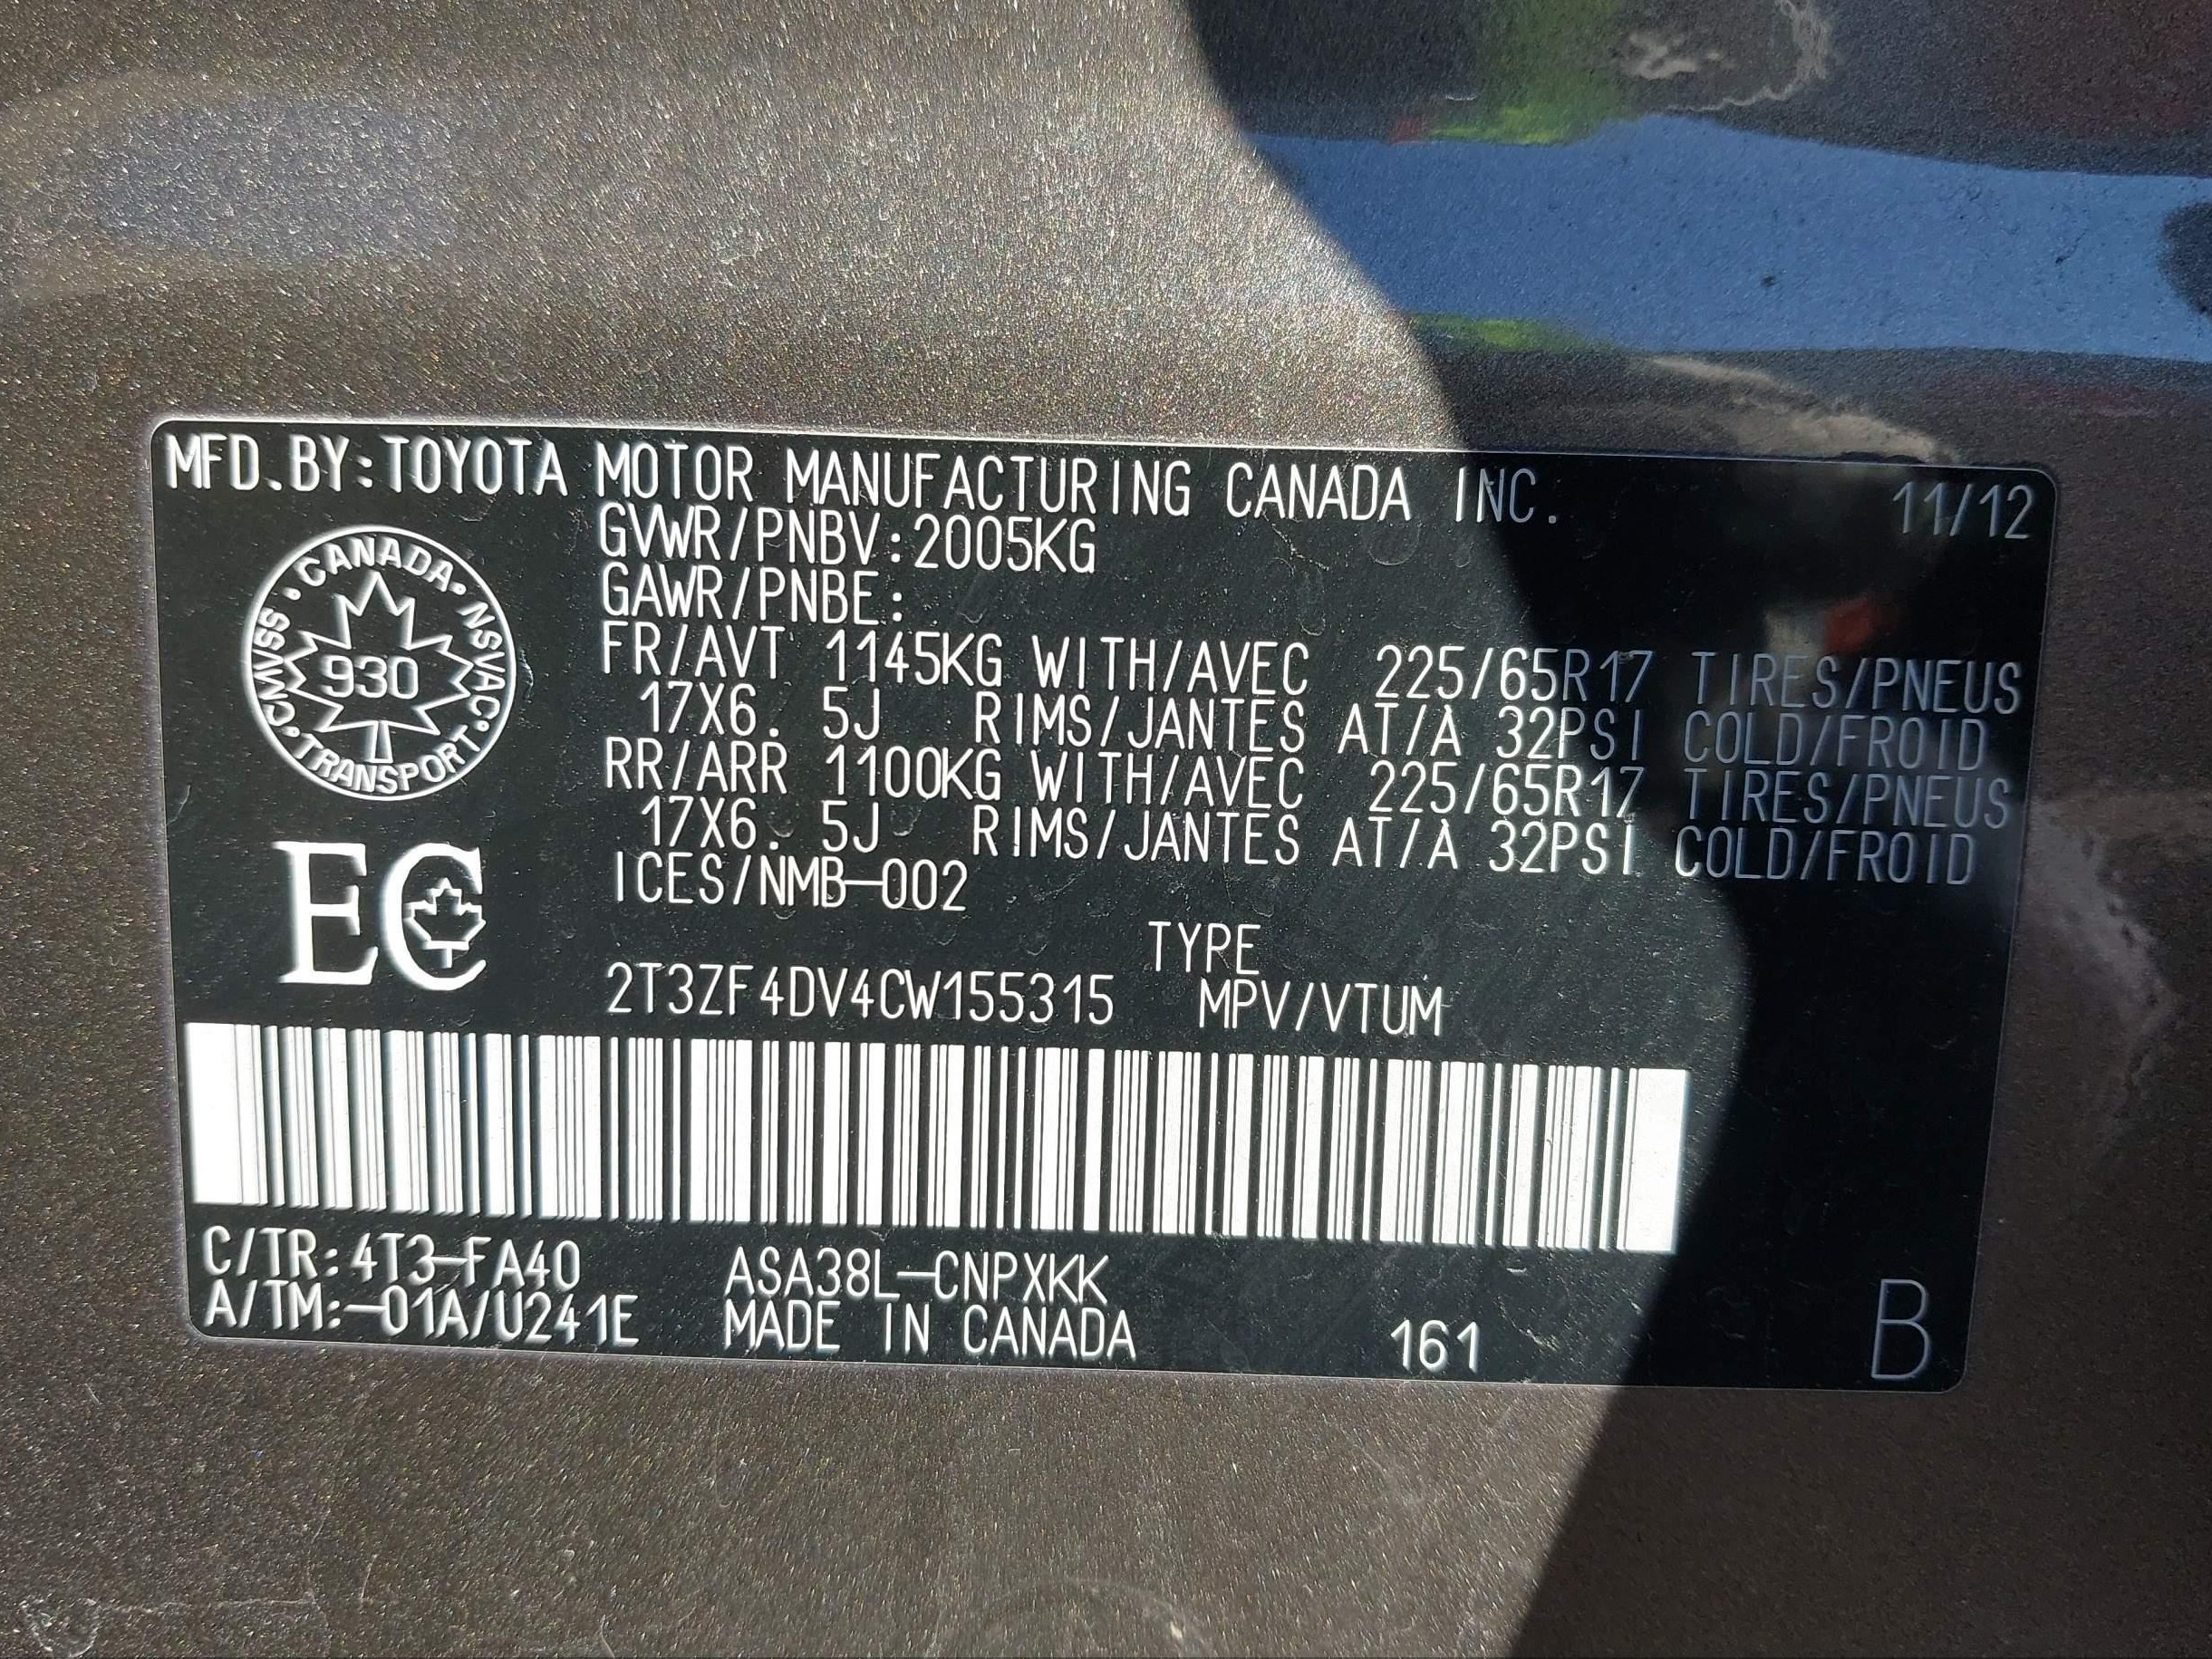 MFD.BY:TOYOTA MOTOR MANUFACTURING CANADA INC. 11/12
GVWR/PNBV:2005KG
GAWR/PNBE:
FR/AVT 1145KG WITH/AVEC 225/65R17 TIRES/PNEUS
17X6.5J RIMS/JANTES AT/À 32PSI COLD/FROID
RR/ARR 1100KG WITH/AVEC 225/65R17 TIRES/PNEUS
17X6.5J RIMS/JANTES AT/À 32PSI COLD/FROID
ICES/NMB-002
CANADA · NSVAC · TRANSPORT · CMVSS ·
930
EC
TYPE
2T3ZF4DV4CW155315 MPV/VTUM
C/TR:4T3-FA40 ASA38L-CNPXKK
A/TM:-01A/U241E MADE IN CANADA 161 B